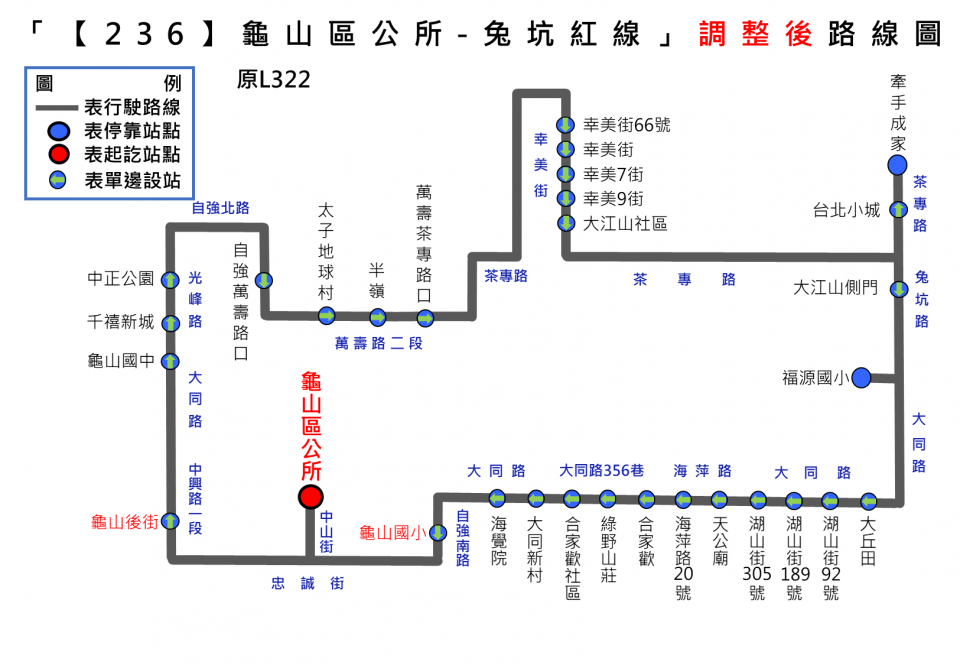 「【236】龜山區公所-兔坑紅線」調整後路線圖
圖例
表行駛路線
表停靠站點
表起訖站點
表單邊設站
原L322
牽手成家
茶專路
台北小城
大江山側門
兔坑路
福源國小
大同路
幸美街
幸美街66號
幸美街
幸美7街
幸美9街
大江山社區
茶專路
茶專路
自強北路
自強萬壽路口
太子地球村
半嶺
萬壽茶專路口
萬壽路二段
中正公園
光峰路
千禧新城
龜山國中
大同路
中興路一段
龜山後街
龜山區公所
中山街
忠誠街
龜山國小
自強南路
大同路
大同路356巷
海萍路
大同路
海覺院
大同新村
合家歡社區
綠野山莊
合家歡
海萍路20號
天公廟
湖山街305號
湖山街189號
湖山街92號
大丘田